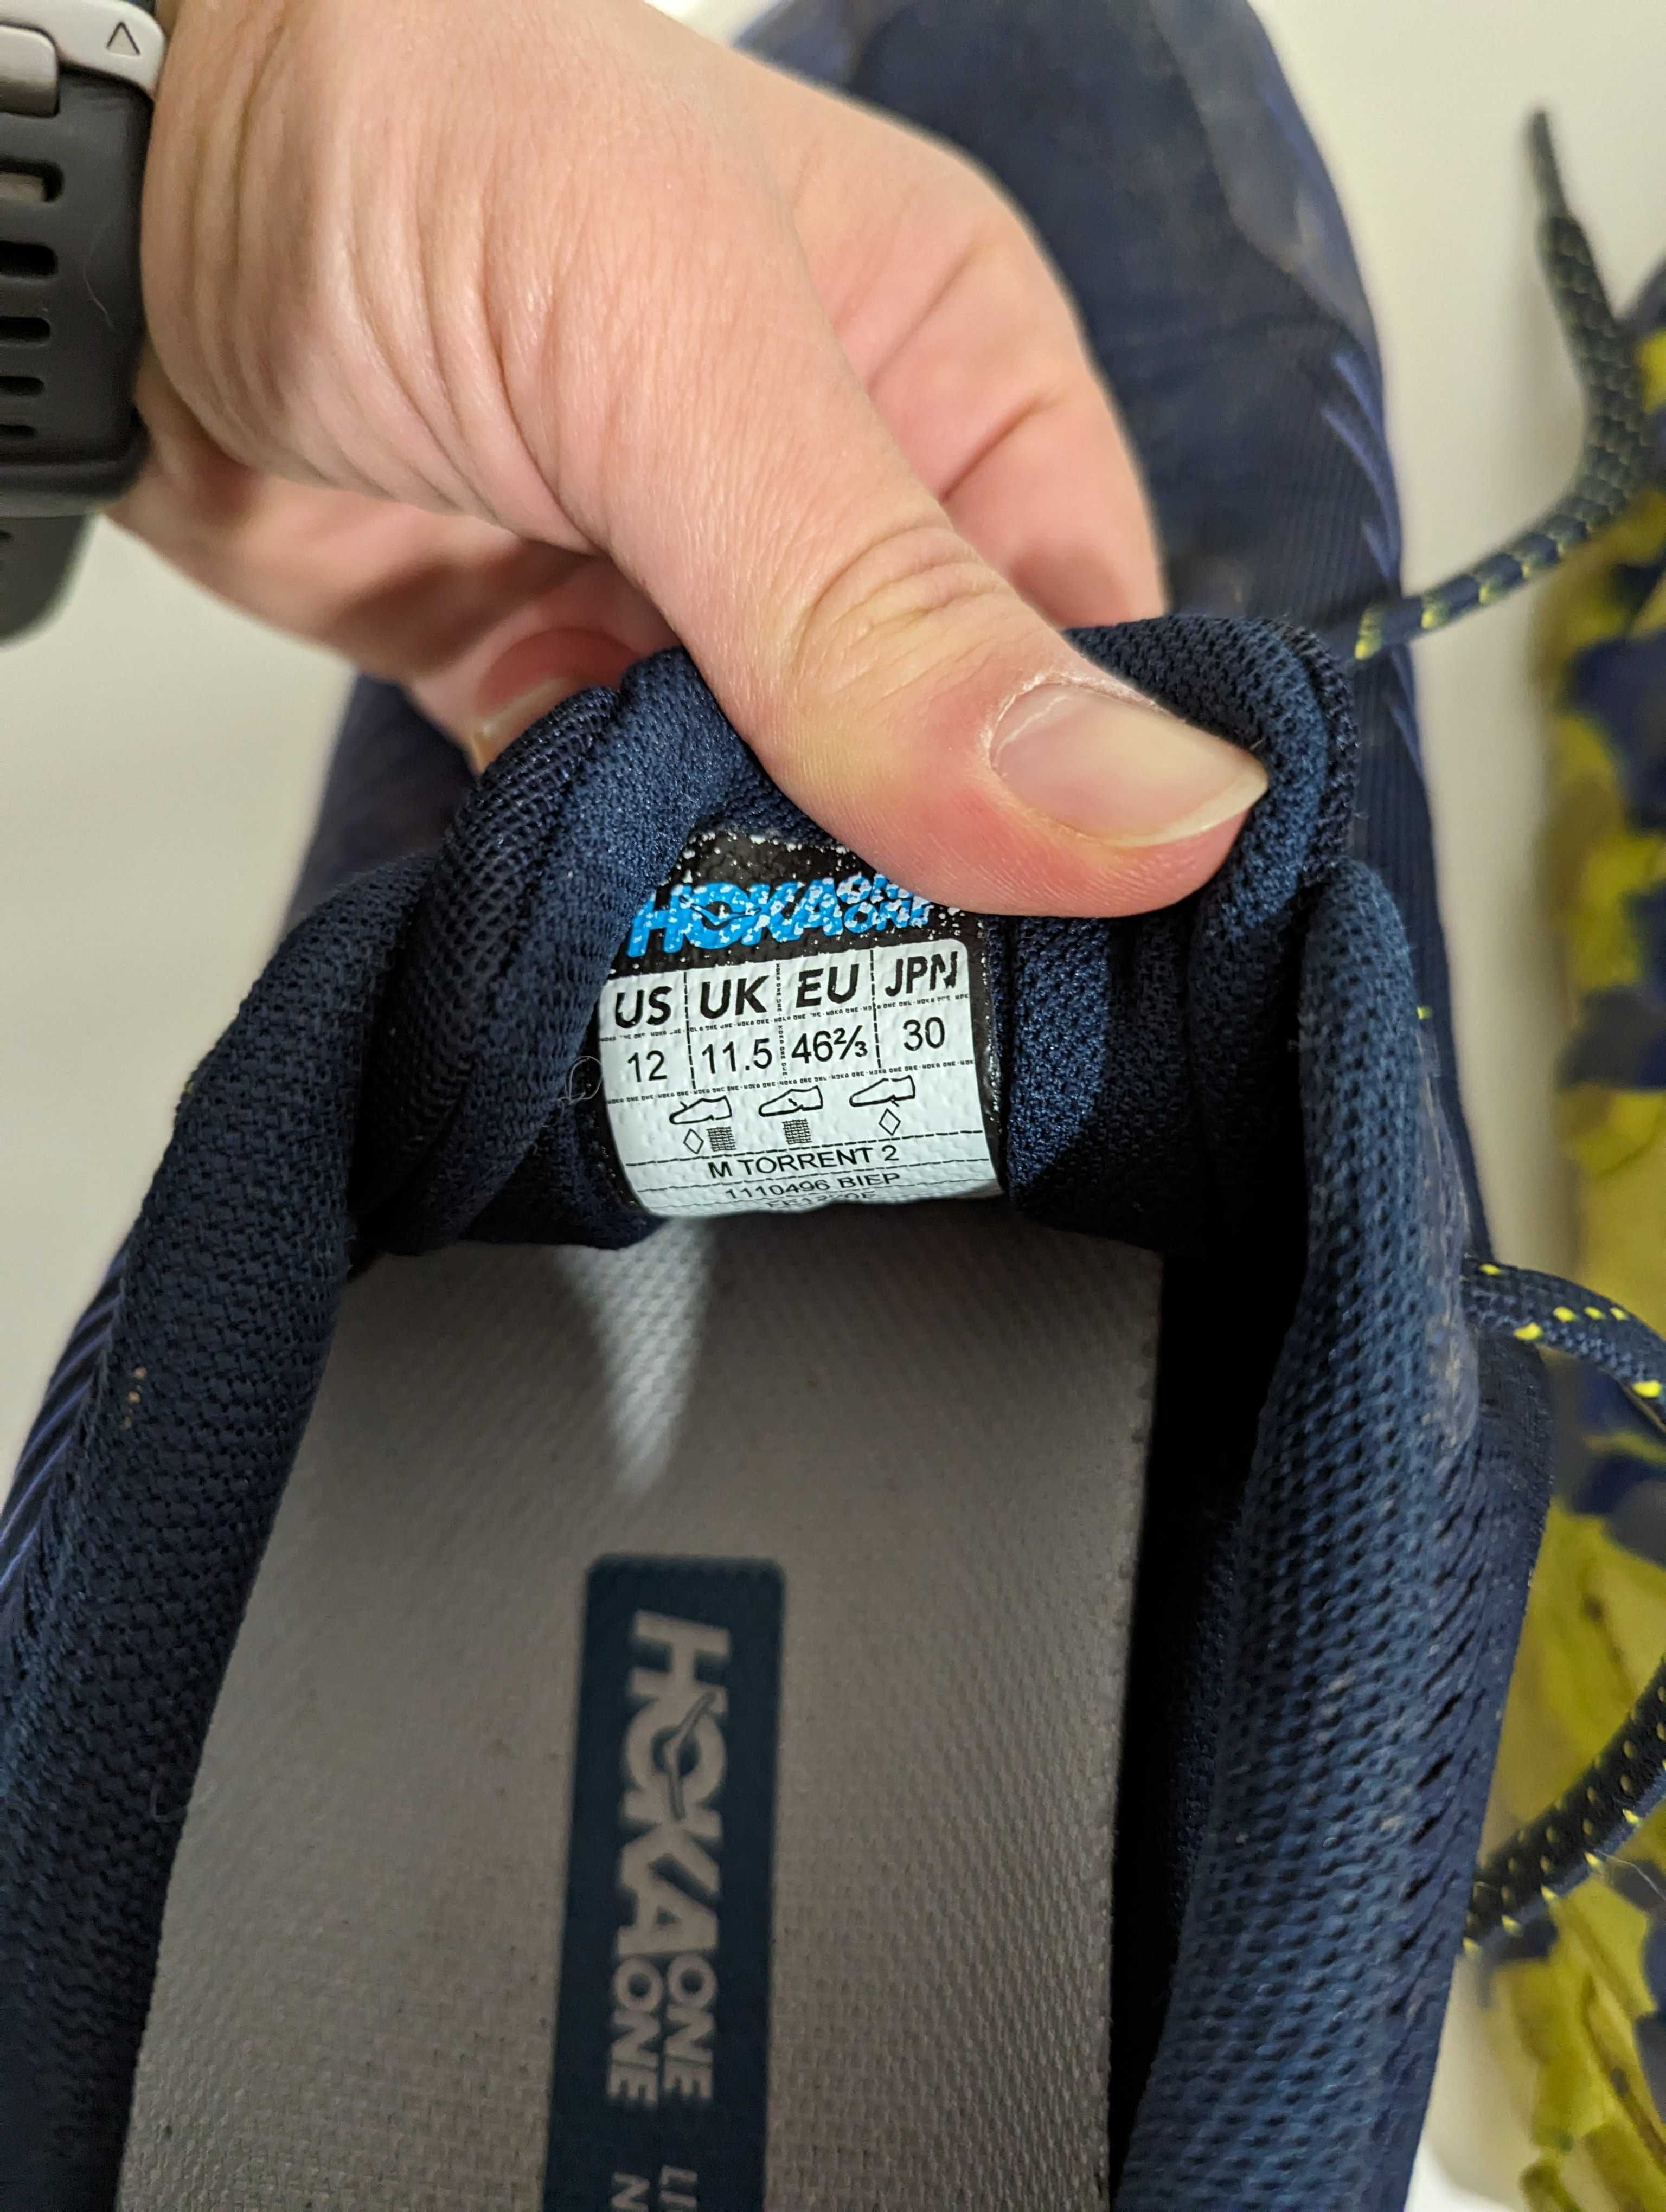 HOKA ONE ONE
US UK EU JPN
12 11.5 46⅔ 30
M TORRENT 2
1110496 BIEP
HOKA ONE ONE